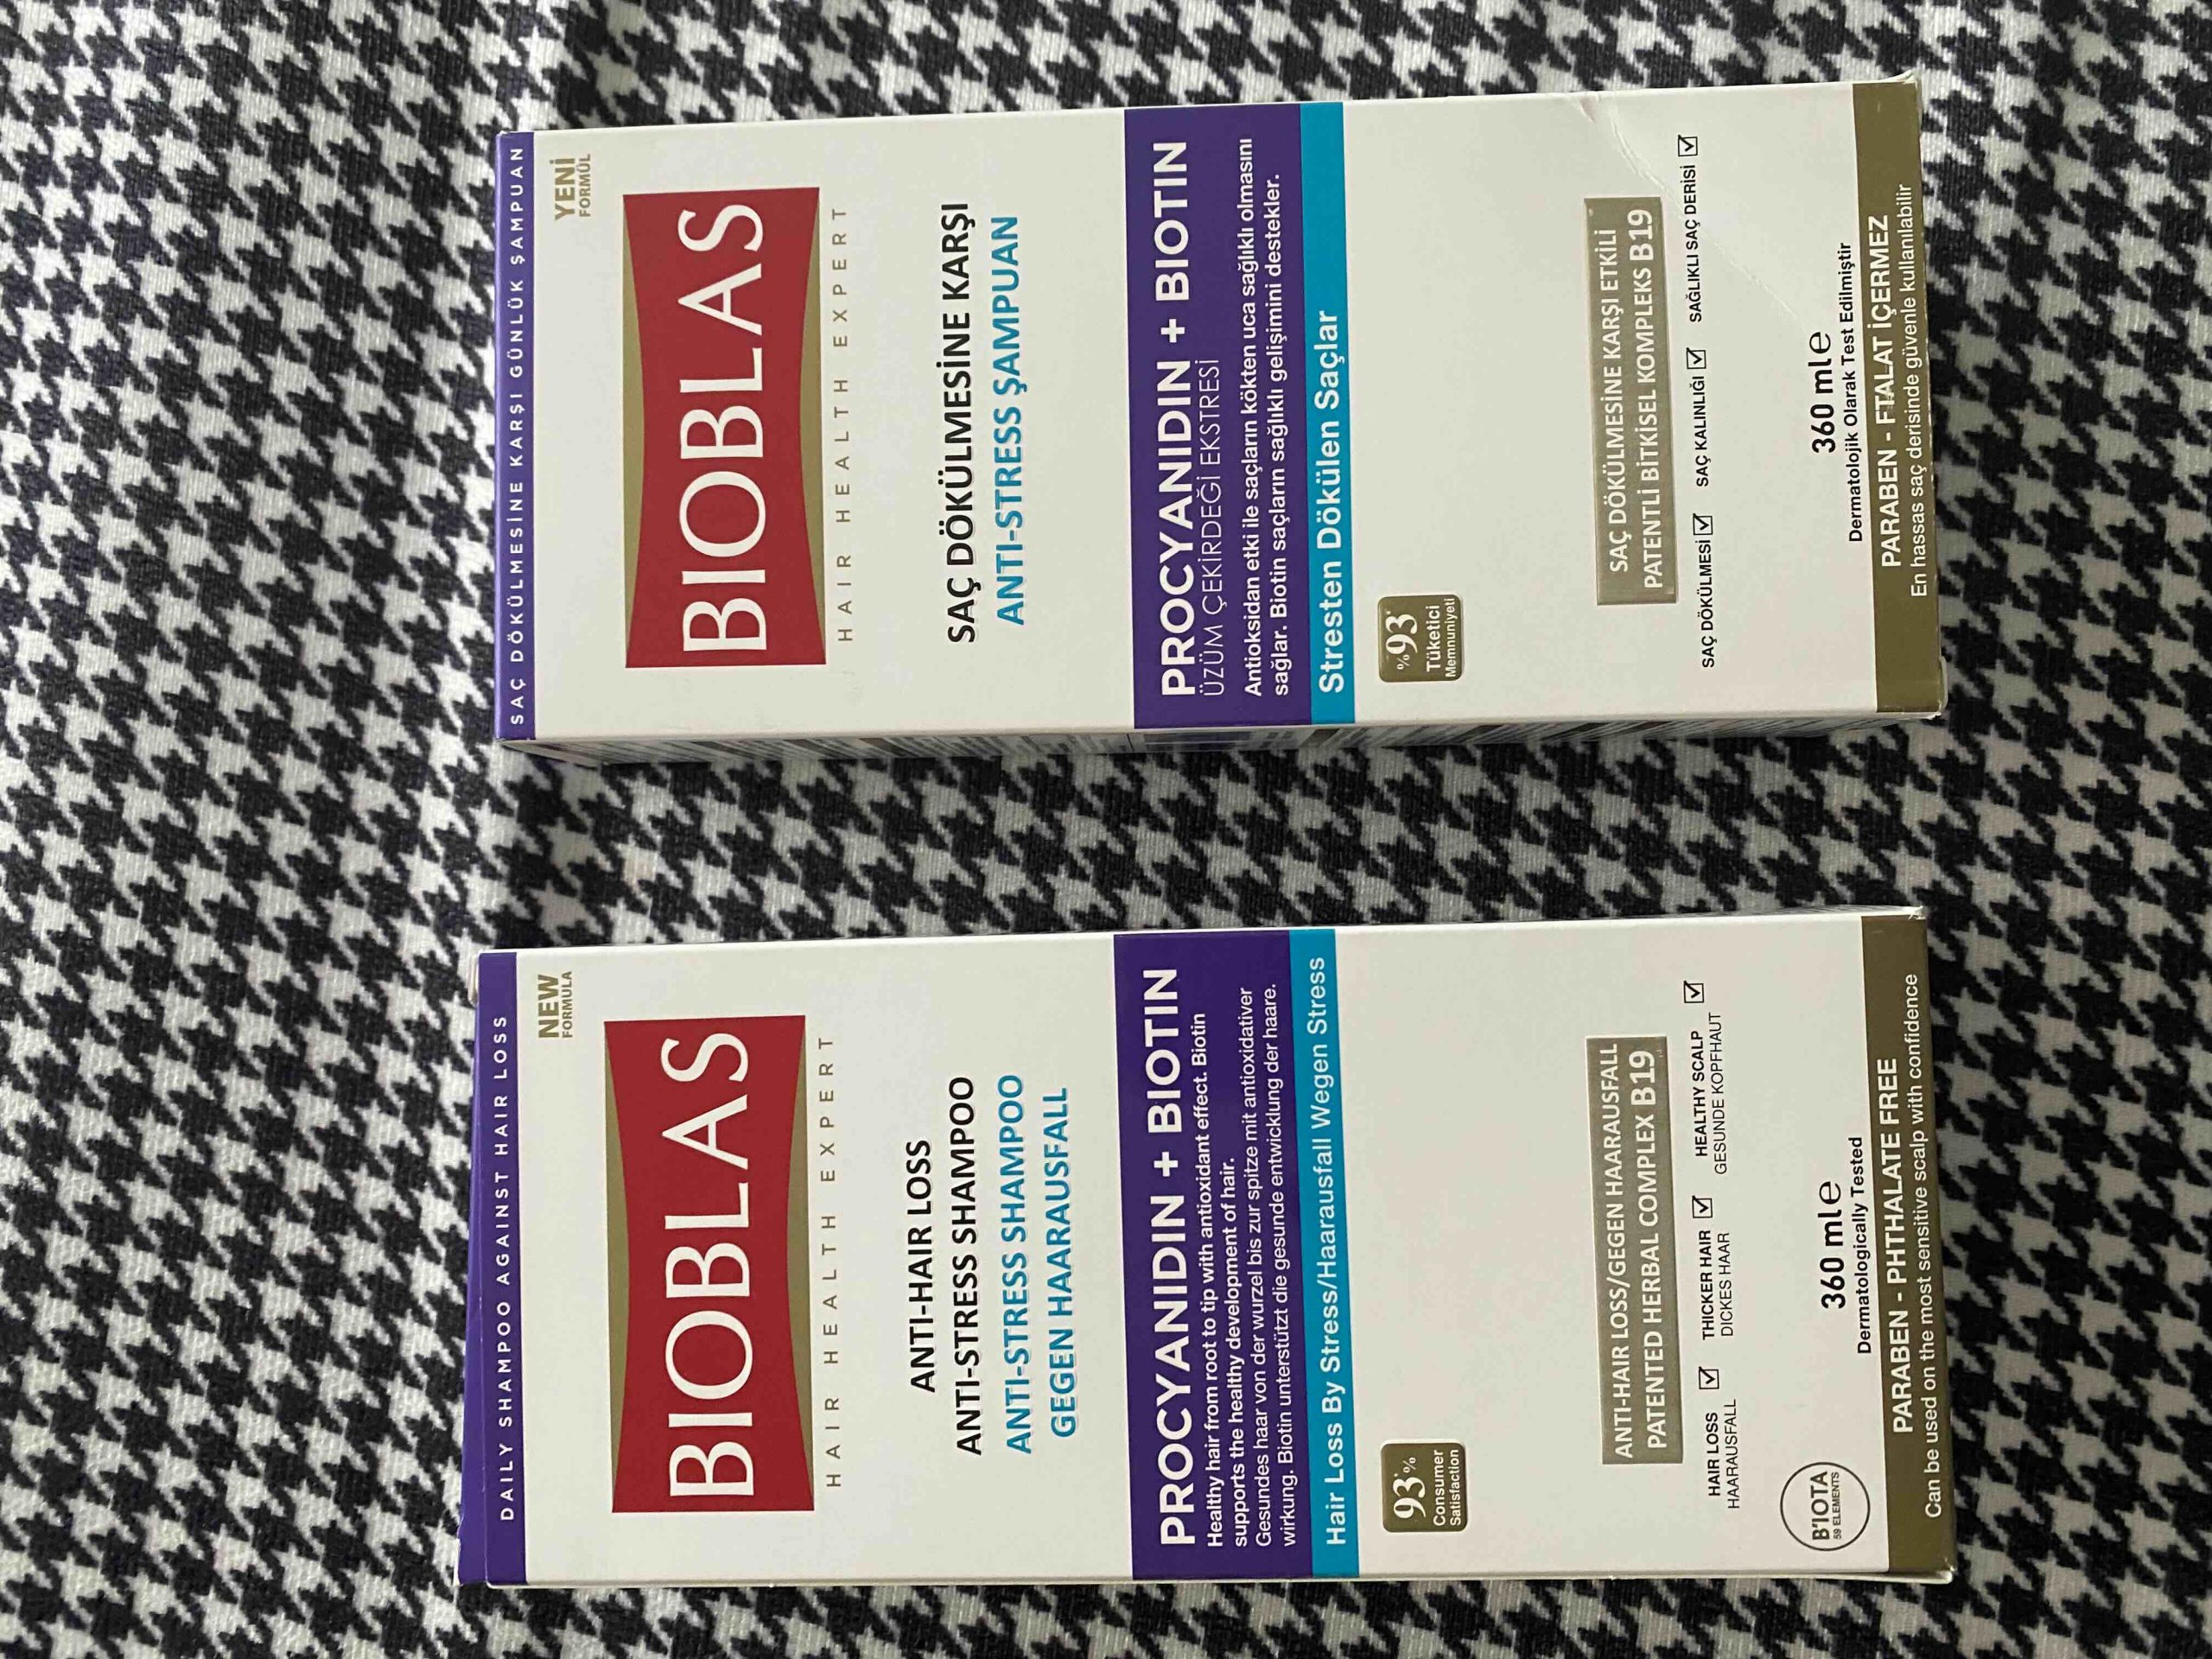 DAILY SHAMPOO AGAINST HAIR LOSS
NEW
FORMULA
BIOBLAS
HAIR HEALTH EXPERT
ANTI-HAIR LOSS
ANTI-STRESS SHAMPOO
ANTI-STRESS SHAMPOO
GEGEN HAARAUSFALL
PROCYANIDIN + BIOTIN
Healthy hair from root to tip with antioxidant effect. Biotin
supports the healthy development of hair.
Gesundes haar von der wurzel bis zur spitze mit antioxidativer
wirkung. Biotin unterstützt die gesunde entwicklung der haare.
Hair Loss By Stress/Haarausfall Wegen Stress
93*%
Consumer
Satisfaction
ANTI-HAIR LOSS/GEGEN HAARAUSFALL
PATENTED HERBAL COMPLEX B19
HAIR LOSS ☑ THICKER HAIR ☑ HEALTHY SCALP ☑
HAARAUSFALL DICKES HAAR GESUNDE KOPFHAUT
B'IOTA
59 ELEMENTS
360 ml℮
Dermatologically Tested
PARABEN - PHTHALATE FREE
Can be used on the most sensitive scalp with confidence
SAÇ DÖKÜLMESİNE KARŞI GÜNLÜK ŞAMPUAN
YENİ
FORMÜL
BIOBLAS
HAIR HEALTH EXPERT
SAÇ DÖKÜLMESİNE KARŞI
ANTI-STRESS ŞAMPUAN
PROCYANIDIN + BIOTIN
ÜZÜM ÇEKİRDEĞİ EKSTRESİ
Antioksidan etki ile saçların kökten uca sağlıklı olmasını
sağlar. Biotin saçların sağlıklı gelişimini destekler.
Stresten Dökülen Saçlar
%93*
Tüketici
Memnuniyeti
SAÇ DÖKÜLMESİNE KARŞI ETKİLİ
PATENTLİ BİTKİSEL KOMPLEKS B19
SAÇ DÖKÜLMESİ ☑ SAÇ KALINLIĞI ☑ SAĞLIKLI SAÇ DERİSİ ☑
360 ml℮
Dermatolojik Olarak Test Edilmiştir
PARABEN - FTALAT İÇERMEZ
En hassas saç derisinde güvenle kullanılabilir